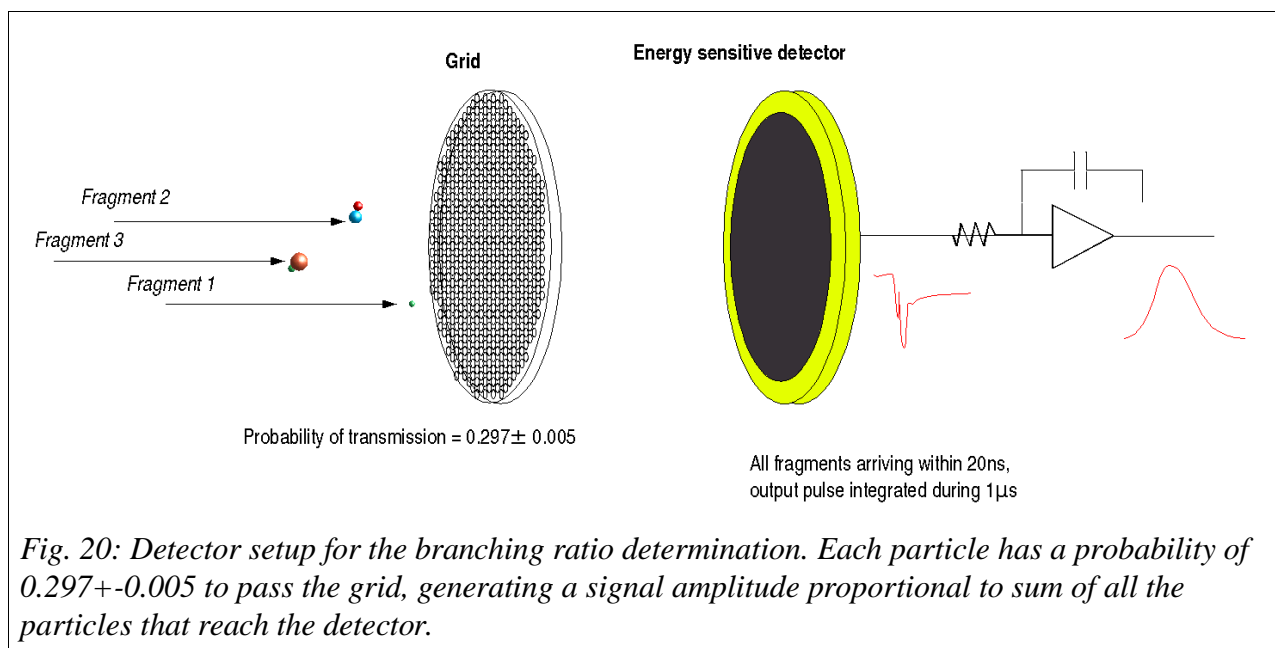 Grid
Energy sensitive detector
Fragment 2
Fragment 3
Fragment 1
Probability of transmission = 0.297± 0.005
All fragments arriving within 20ns,
output pulse integrated during 1µs
Fig. 20: Detector setup for the branching ratio determination. Each particle has a probability of
0.297+-0.005 to pass the grid, generating a signal amplitude proportional to sum of all the
particles that reach the detector.